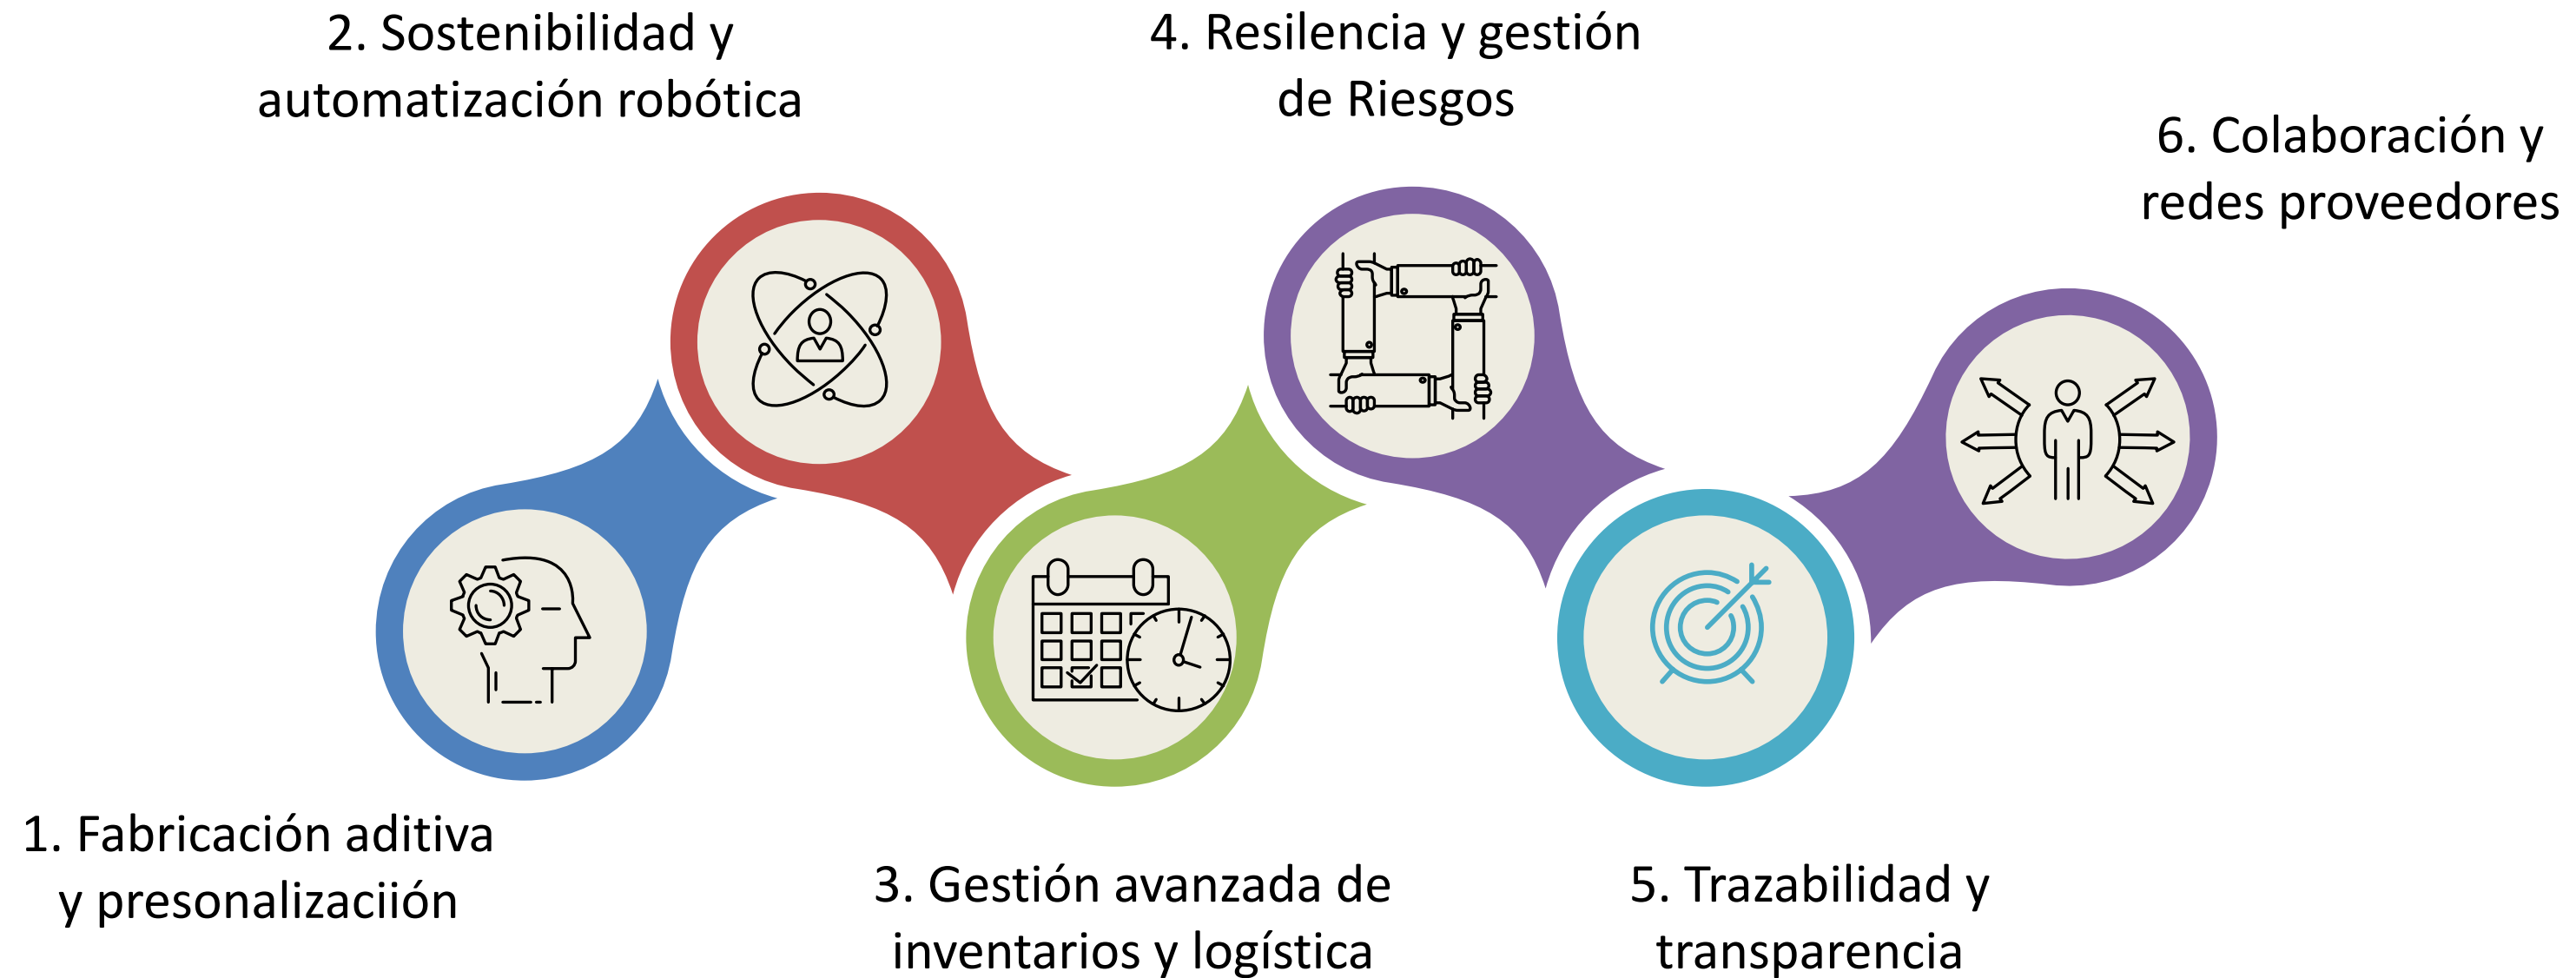 1. Fabricación aditiva
y presonalizaciión
2. Sostenibilidad y
automatización robótica
3. Gestión avanzada de
inventarios y logística
4. Resilencia y gestión
de Riesgos
5. Trazabilidad y
transparencia
6. Colaboración y
redes proveedores